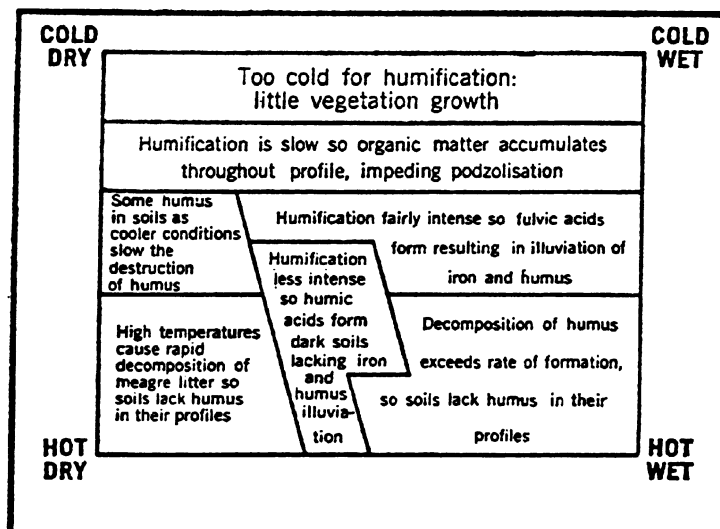 COLD
DRY
COLD
WET
Too cold for humification:
little vegetation growth
Humification is slow so organic matter accumulates
throughout profile, impeding podzolisation
Some humus
in soils as
cooler conditions
slow the
destruction
of humus
Humification fairly intense so fulvic acids
form resulting in illuviation of
iron and humus
Humification
less intense
so humic
acids form
dark soils
lacking iron
and
humus
illuvia-
tion
High temperatures
cause rapid
decomposition of
meagre litter so
soils lack humus
in their profiles
Decomposition of humus
exceeds rate of formation,
so soils lack humus in their
profiles
HOT
DRY
HOT
WET